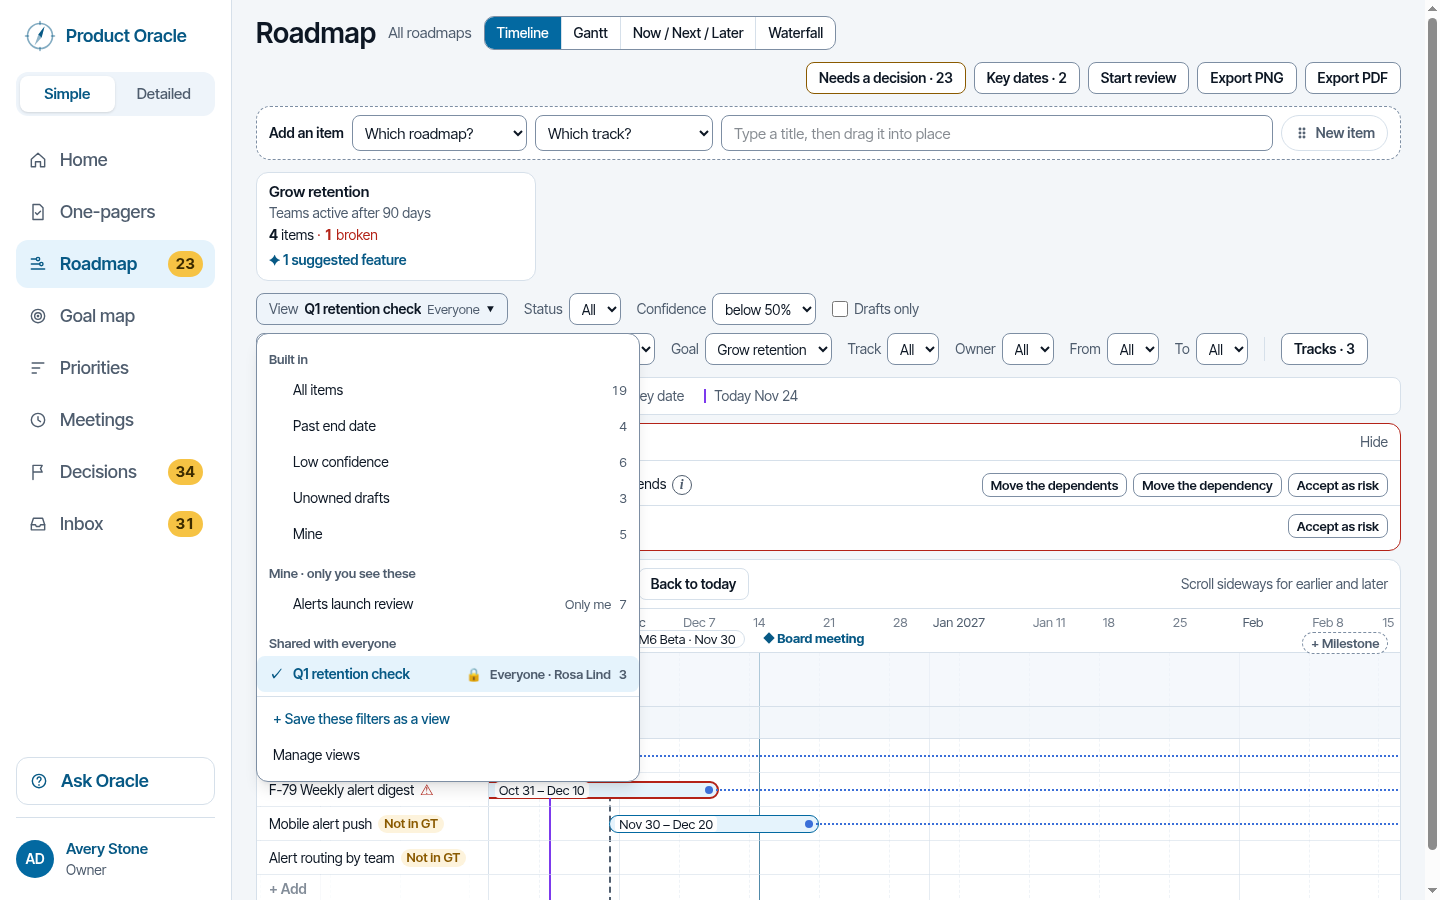 Product Oracle
Simple Detailed
Home
One-pagers
Roadmap 23
Goal map
Priorities
Meetings
Decisions 34
Inbox 31
Ask Oracle
AD Avery Stone
Owner
Roadmap All roadmaps Timeline Gantt Now / Next / Later Waterfall
Needs a decision · 23 Key dates · 2 Start review Export PNG Export PDF
Add an item Which roadmap? Which track? Type a title, then drag it into place New item
Grow retention
Teams active after 90 days
4 items · 1 broken
1 suggested feature
View Q1 retention check Everyone Status All Confidence below 50% Drafts only
Goal Grow retention Track All Owner All From All To All Tracks · 3
Built in
All items 19
Past end date 4
Low confidence 6
Unowned drafts 3
Mine 5
Mine · only you see these
Alerts launch review Only me 7
Shared with everyone
✓ Q1 retention check 🔒 Everyone · Rosa Lind 3
+ Save these filters as a view
Manage views
ey date Today Nov 24
Hide
ends i Move the dependents Move the dependency Accept as risk
Accept as risk
Back to today Scroll sideways for earlier and later
c Dec 7 14 21 28 Jan 2027 Jan 11 18 25 Feb Feb 8 15
M6 Beta · Nov 30 Board meeting + Milestone
F-79 Weekly alert digest ⚠ Oct 31 – Dec 10
Mobile alert push Not in GT Nov 30 – Dec 20
Alert routing by team Not in GT
+ Add